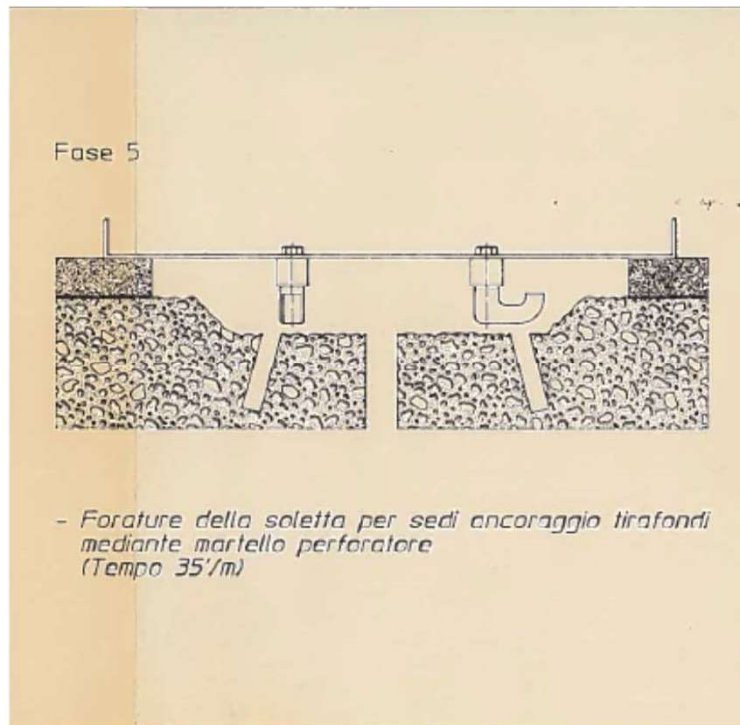 Fase 5
- Forature della soletta per sedi ancoraggio tirafondi
mediante martello perforatore
(Tempo 35'/m)